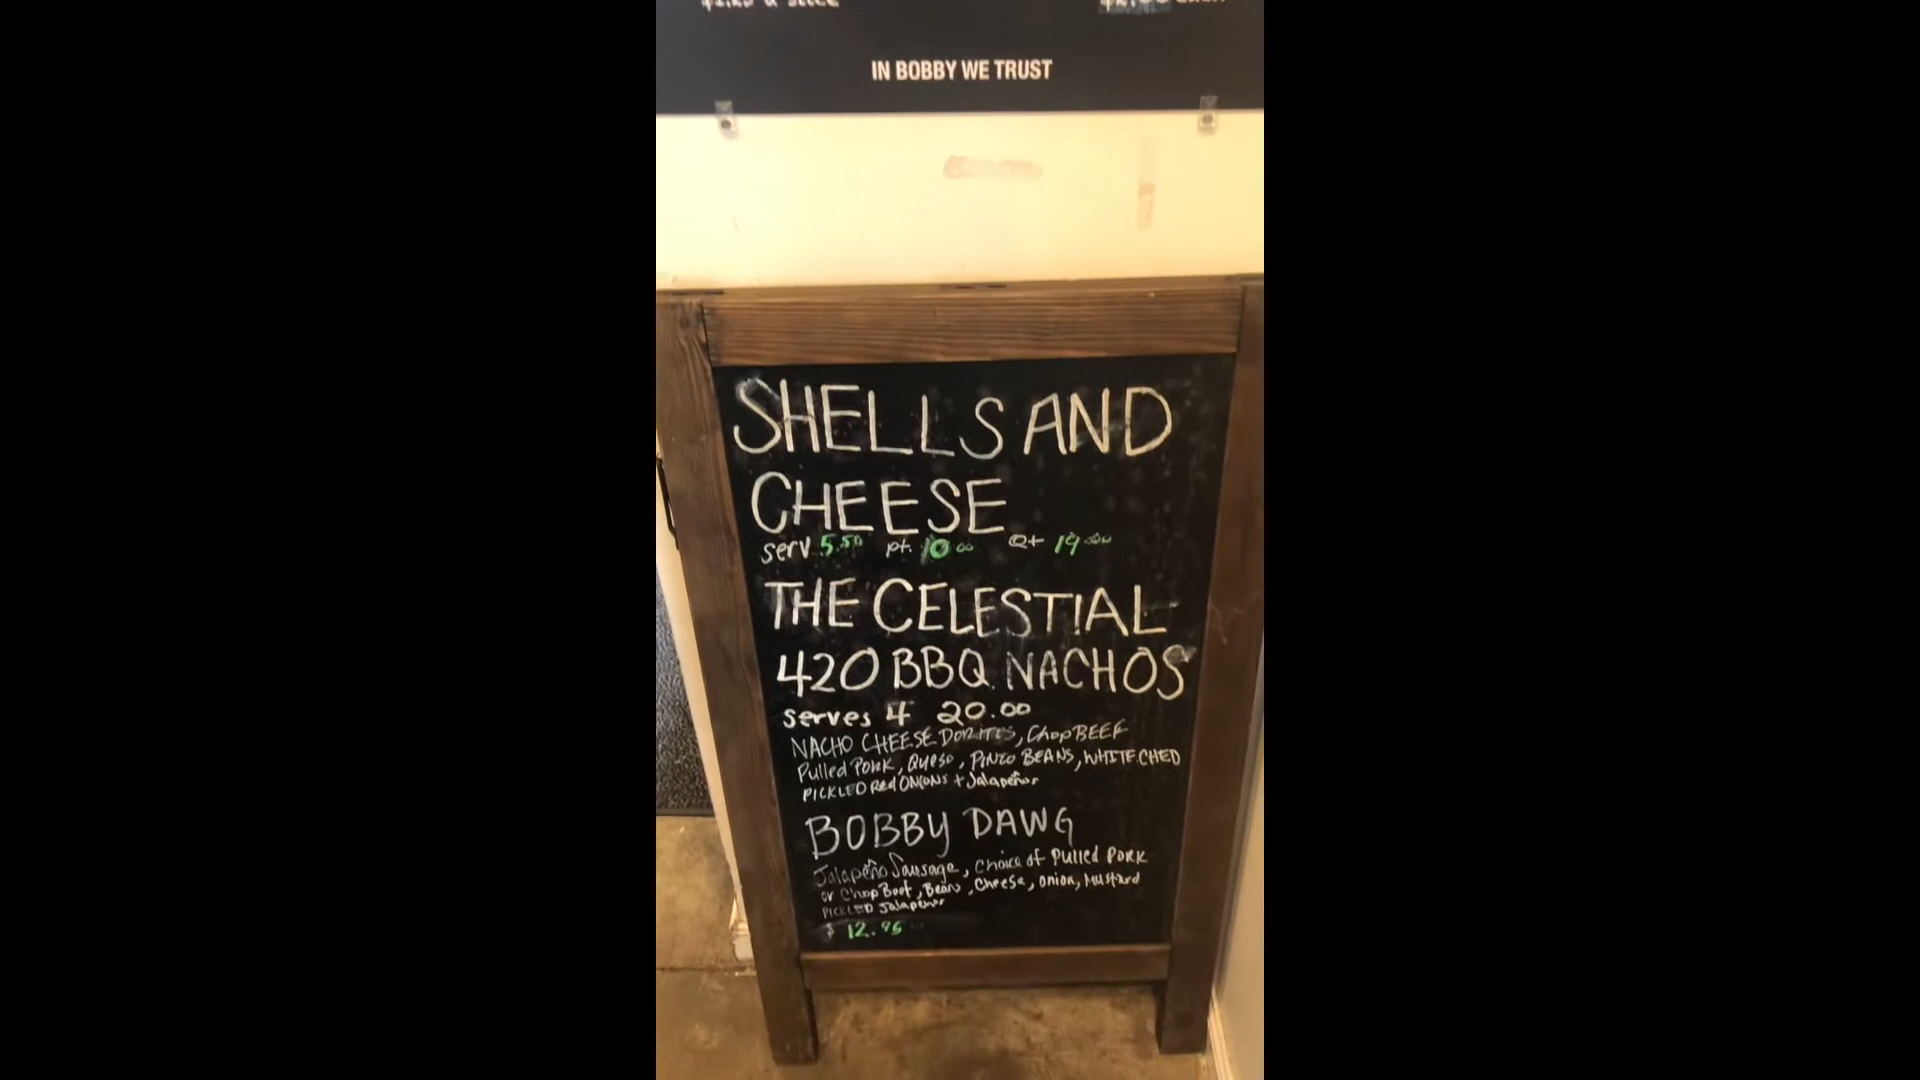 IN BOBBY WE TRUST
SHELLS AND
CHEESE
serv 5.50 pt. 10.00 Qt 19.00
THE CELESTIAL
420 BBQ NACHOS
serves 4 20.00
NACHO CHEESE DORITOS, Chop BEEF
Pulled PORK, Queso, PINTO BEANS, WHITE CHED
PICKLED Red ONIONS + Jalapeños
BOBBY DAWG
Jalapeño Sausage, Choice of Pulled PORK
or Chop Beef, Beans, Cheese, onion, Mustard
PICKLED Jalapenos
$ 12.95